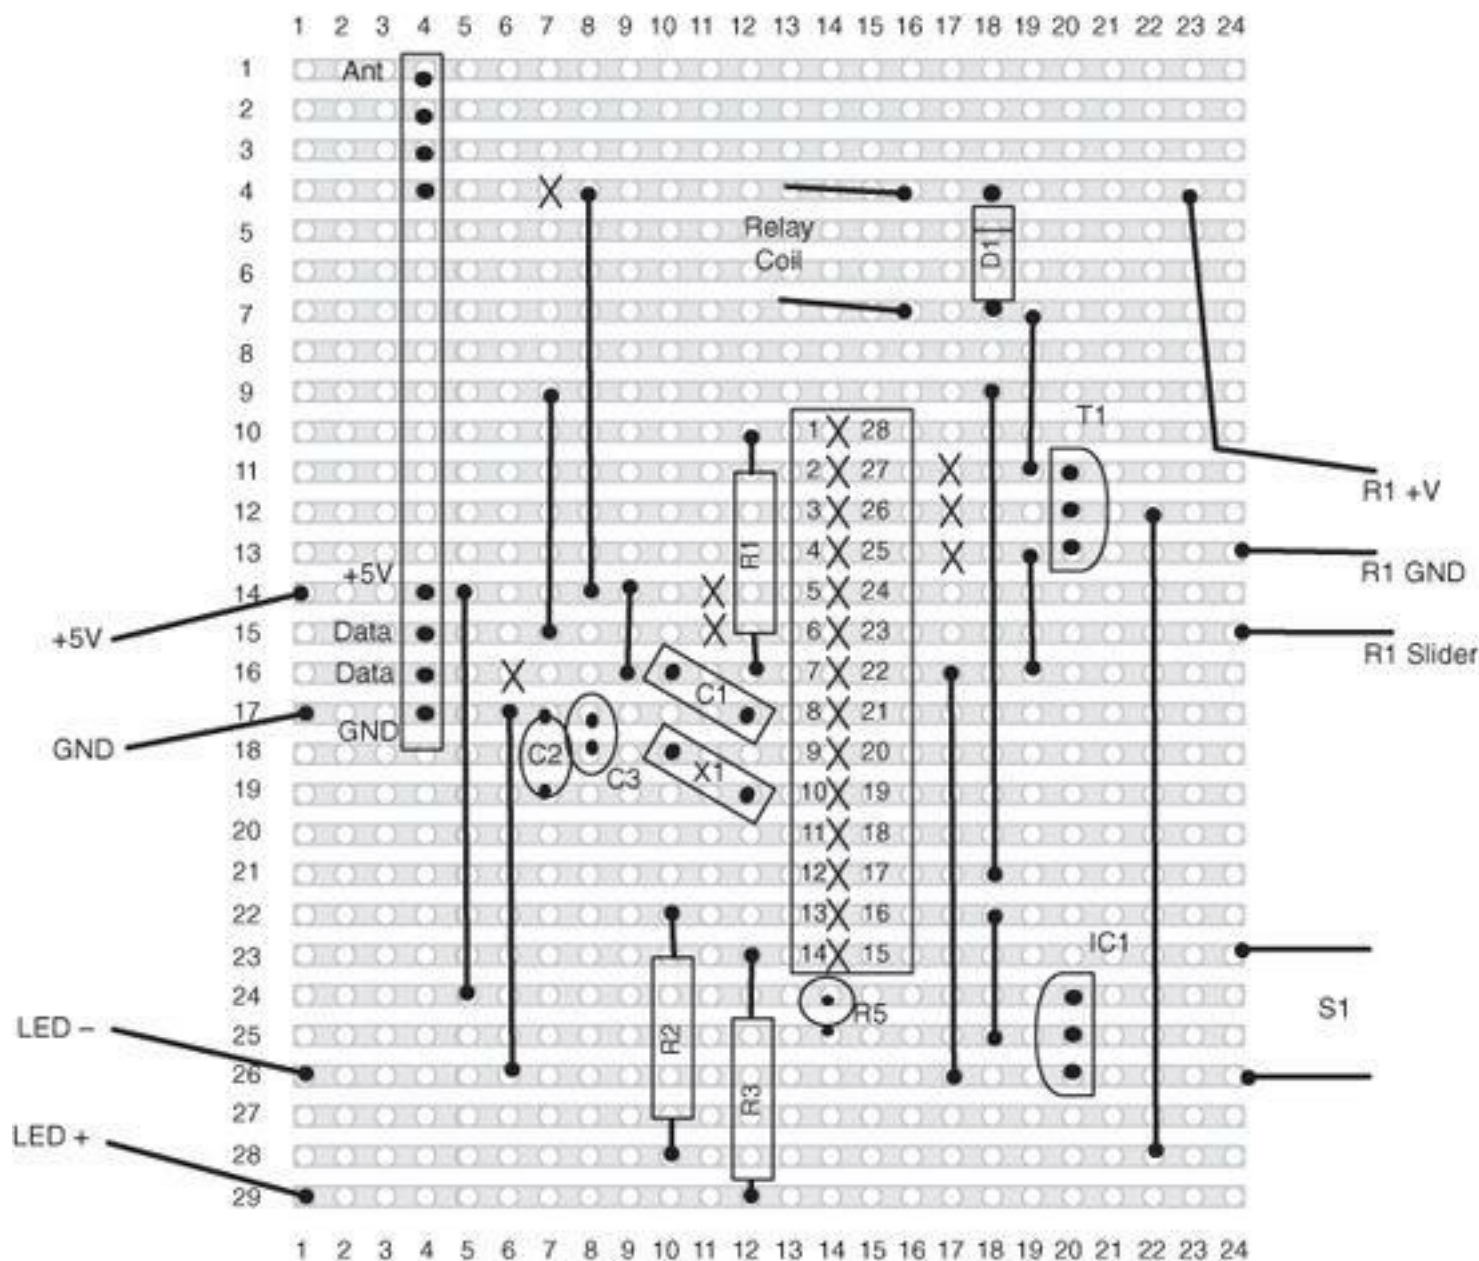 1 2 3 4 5 6 7 8 9 10 11 12 13 14 15 16 17 18 19 20 21 22 23 24
1 Ant
2
3
4
5 Relay
6 Coil D1
7
8
9
T1
10 1 28
11 2 27
R1 +V
12 3 26
13 4 25
R1
R1 GND
+5V
14 5 24
+5V
15 Data 6 23
R1 Slider
16 Data 7 22
C1
17 8 21
GND
GND
18 C2 9 20
X1
C3
19 10 19
20 11 18
21 12 17
22 13 16
IC1
23 14 15
24
R5
S1
LED –
25 R2
26
R3
27
LED +
28
29
1 2 3 4 5 6 7 8 9 10 11 12 13 14 15 16 17 18 19 20 21 22 23 24